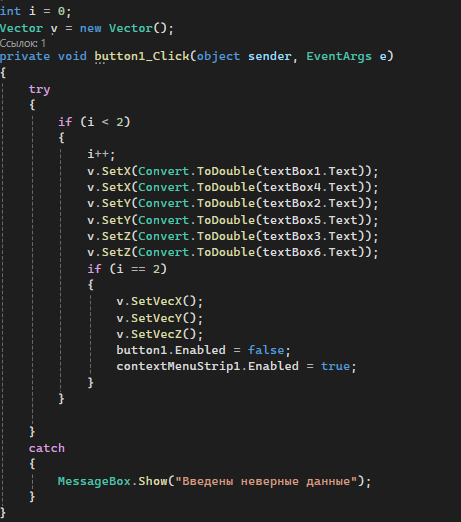 int i = 0;
Vector v = new Vector();
Ссылок: 1
private void button1_Click(object sender, EventArgs e)
{
try
{
if (i < 2)
{
i++;
v.SetX(Convert.ToDouble(textBox1.Text));
v.SetX(Convert.ToDouble(textBox4.Text));
v.SetY(Convert.ToDouble(textBox2.Text));
v.SetY(Convert.ToDouble(textBox5.Text));
v.SetZ(Convert.ToDouble(textBox3.Text));
v.SetZ(Convert.ToDouble(textBox6.Text));
if (i == 2)
{
v.SetVecX();
v.SetVecY();
v.SetVecZ();
button1.Enabled = false;
contextMenuStrip1.Enabled = true;
}
}
}
catch
{
MessageBox.Show("Введены неверные данные");
}
}